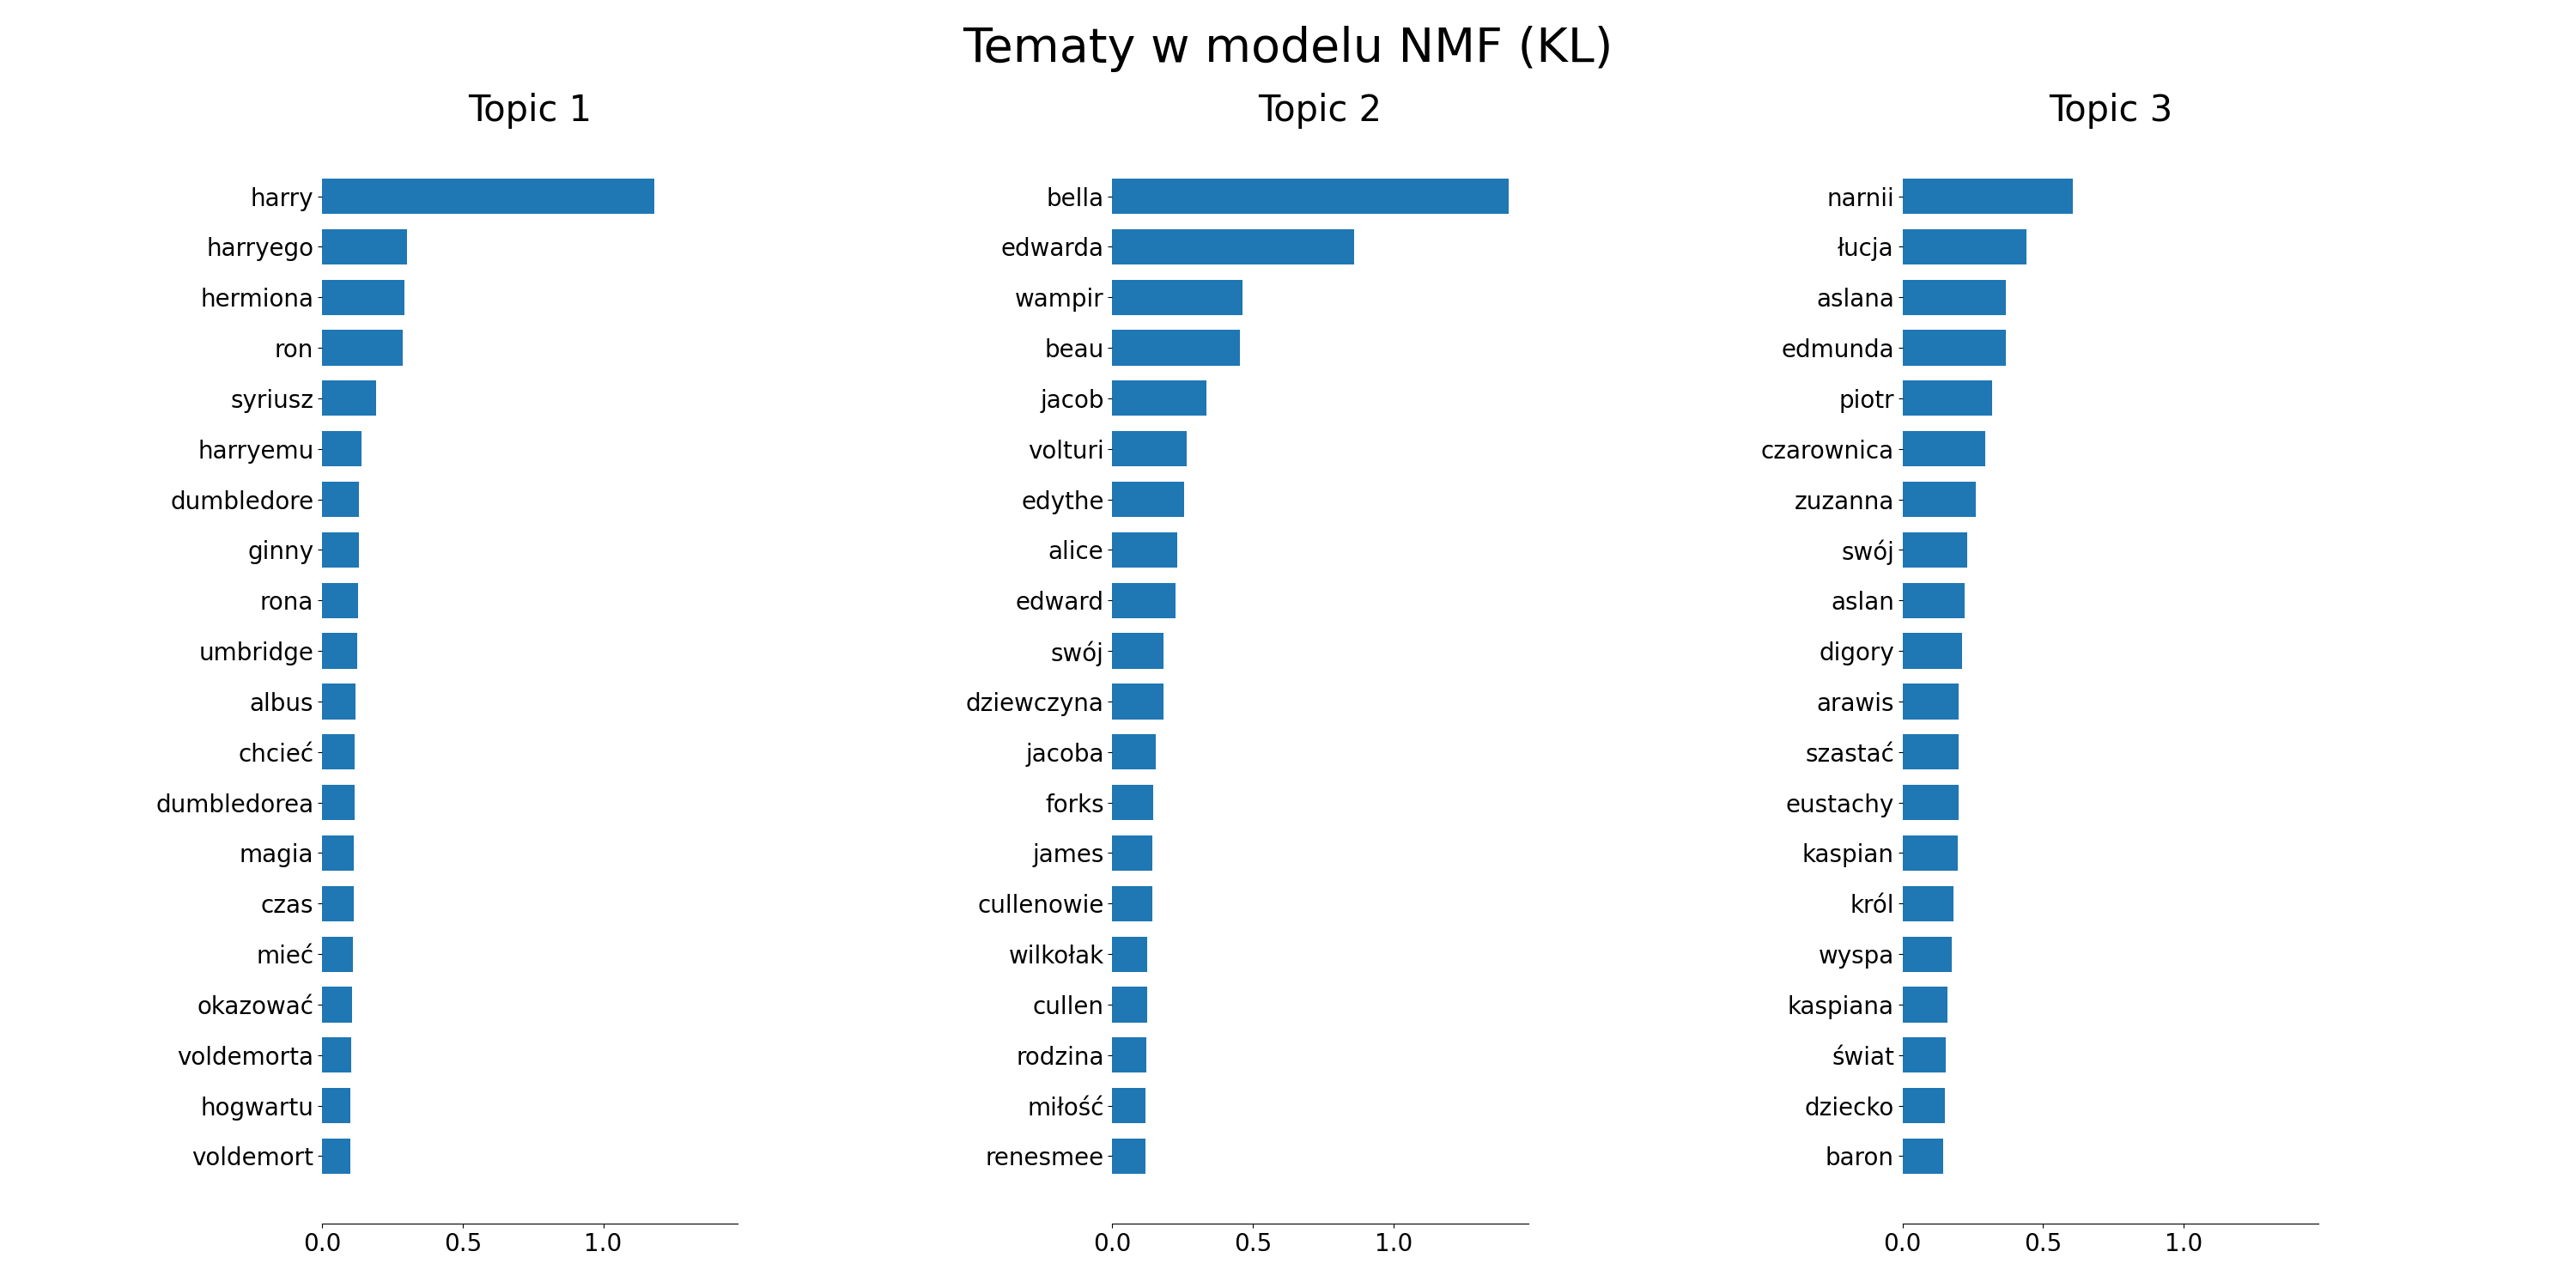 Tematy w modelu NMF (KL)
Topic 1
harry
harryego
hermiona
ron
syriusz
harryemu
dumbledore
ginny
rona
umbridge
albus
chcieć
dumbledorea
magia
czas
mieć
okazować
voldemorta
hogwartu
voldemort
0.0 0.5 1.0
Topic 2
bella
edwarda
wampir
beau
jacob
volturi
edythe
alice
edward
swój
dziewczyna
jacoba
forks
james
cullenowie
wilkołak
cullen
rodzina
miłość
renesmee
0.0 0.5 1.0
Topic 3
narnii
łucja
aslana
edmunda
piotr
czarownica
zuzanna
swój
aslan
digory
arawis
szastać
eustachy
kaspian
król
wyspa
kaspiana
świat
dziecko
baron
0.0 0.5 1.0